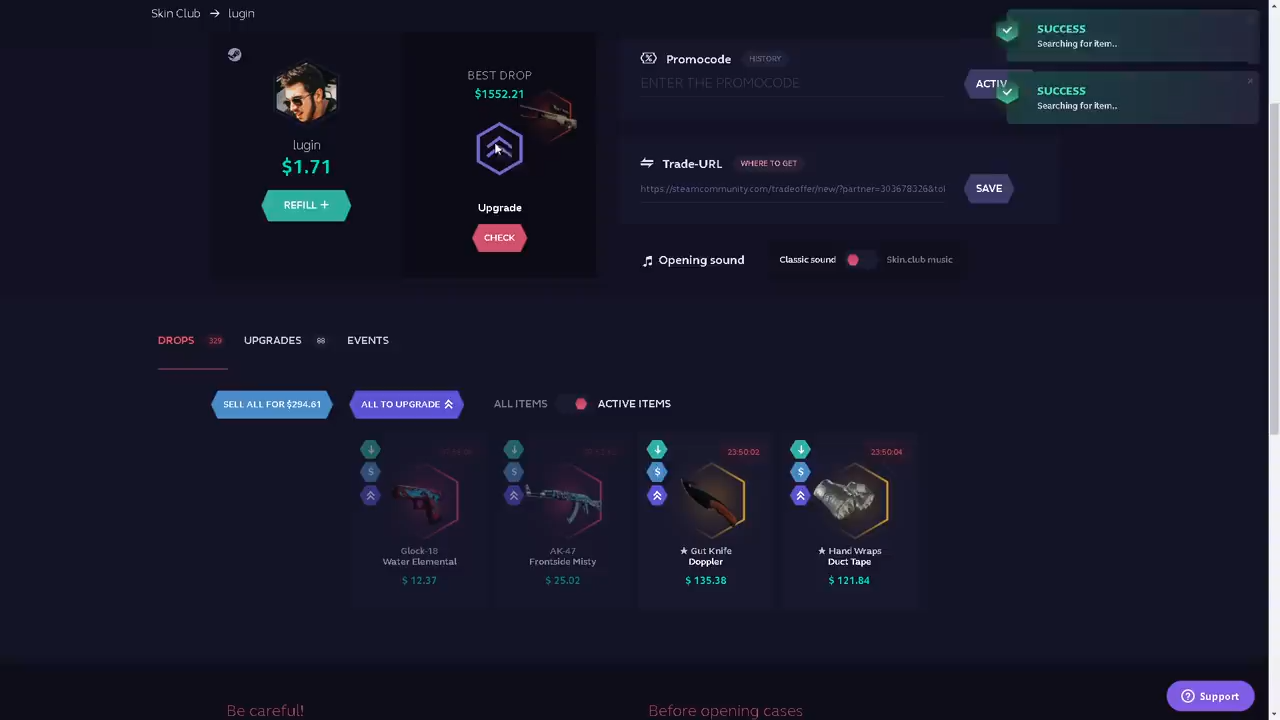 Skin Club → lugin
SUCCESS
Searching for item..
SUCCESS
Searching for item..
lugin
$1.71
REFILL +
BEST DROP
$1552.21
Upgrade
CHECK
Promocode HISTORY
ENTER THE PROMOCODE
ACTIV
Trade-URL WHERE TO GET
https://steamcommunity.com/tradeoffer/new/?partner=303678326&tol
SAVE
Opening sound Classic sound Skin.club music
DROPS 329 UPGRADES 88 EVENTS
SELL ALL FOR $294.61 ALL TO UPGRADE ALL ITEMS ACTIVE ITEMS
$
Glock-18
Water Elemental
$ 12.37
$
AK-47
Frontside Misty
$ 25.02
23:50:02
$
★ Gut Knife
Doppler
$ 135.38
23:50:04
$
★ Hand Wraps
Duct Tape
$ 121.84
Be careful! Before opening cases
Support